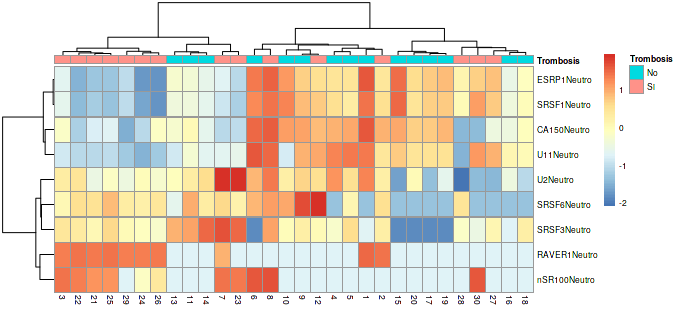 Trombosis
Trombosis
No
SI
ESRP1Neutro
SRSF1Neutro
CA150Neutro
U11Neutro
U2Neutro
SRSF6Neutro
SRSF3Neutro
RAVER1Neutro
nSR100Neutro
1
0
-1
-2
3 22 21 25 29 24 26 13 11 14 7 23 6 8 10 9 12 4 5 1 2 15 20 17 19 28 30 27 16 18